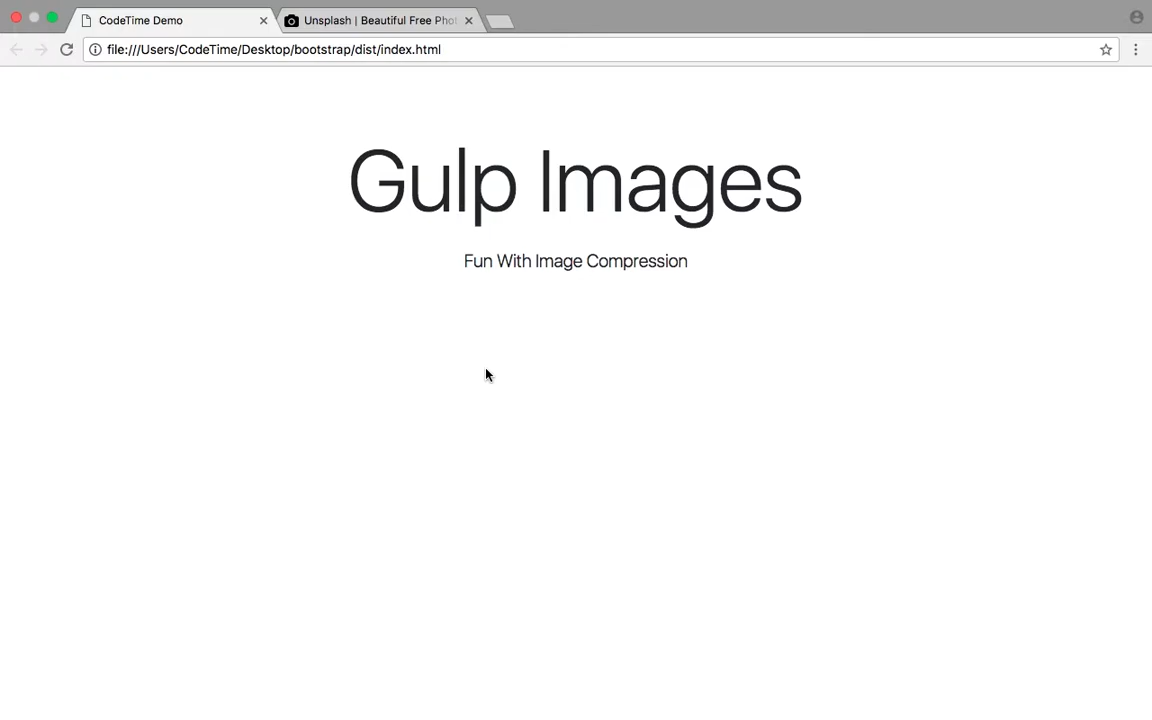 CodeTime Demo
Unsplash | Beautiful Free Phot
file:///Users/CodeTime/Desktop/bootstrap/dist/index.html
Gulp Images
Fun With Image Compression